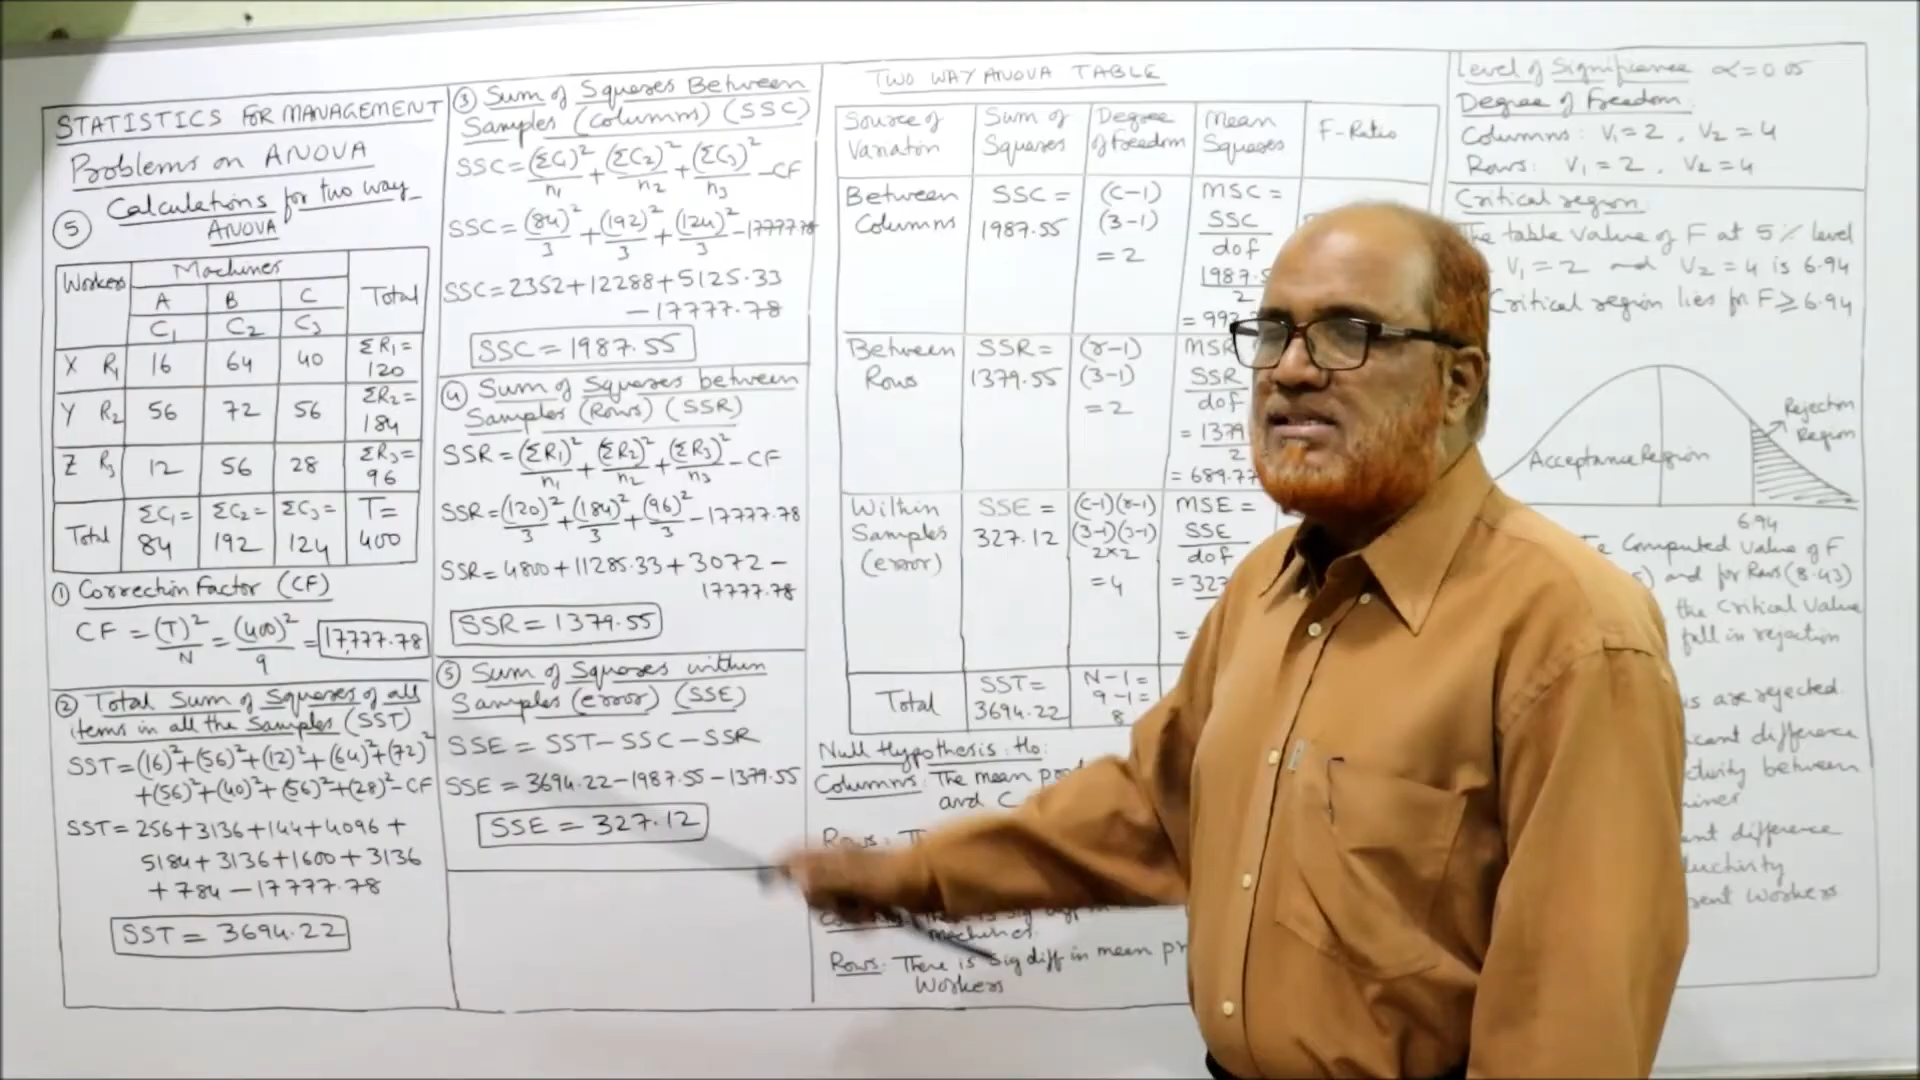 STATISTICS FOR MANAGEMENT
Problems on ANOVA
⑤ Calculations for two way
ANOVA
Workers Machines Total
A B C
C₁ C₂ C₃
X R₁ 16 64 40 ΣR₁=
120
Y R₂ 56 72 56 ΣR₂=
184
Z R₃ 12 56 28 ΣR₃=
96
Total ΣC₁= ΣC₂= ΣC₃= T=
84 192 124 400
① Correction Factor (CF)
CF = (T)²/N = (400)²/9 = 17,777.78
② Total Sum of Squares of all
items in all the Samples (SST)
SST=(16)²+(56)²+(12)²+(64)²+(72)²
+(56)²+(40)²+(56)²+(28)²-CF
SST=256+3136+144+4096+
5184+3136+1600+3136
+784-17777.78
SST = 3694.22
③ Sum of Squares Between
Samples (Columns) (SSC)
SSC=(ΣC₁)²/n₁+(ΣC₂)²/n₂+(ΣC₃)²/n₃-CF
SSC=(84)²/3+(192)²/3+(124)²/3-17777.78
SSC=2352+12288+5125.33
-17777.78
SSC=1987.55
④ Sum of Squares between
Samples (Rows) (SSR)
SSR=(ΣR₁)²/n₁+(ΣR₂)²/n₂+(ΣR₃)²/n₃-CF
SSR=(120)²/3+(184)²/3+(96)²/3-17777.78
SSR=4800+11285.33+3072-
17777.78
SSR=1379.55
⑤ Sum of Squares within
Samples (error) (SSE)
SSE = SST-SSC-SSR
SSE = 3694.22-1987.55-1379.55
SSE = 327.12
TWO WAY ANOVA TABLE
Source of Sum of Degree Mean F-Ratio
Variation Squares of Freedom Squares
Between SSC= (C-1) MSC=
Columns 1987.55 (3-1) SSC
=2 dof
1987.5
2
Between SSR= (r-1)
Rows 1379.55 (3-1) SSR
=2 dof
=1379
2
=689.77
Within SSE= (C-1)(r-1) MSE=
Samples 327.12 (3-1)(3-1) SSE
(error) 2×2 dof
=4
Total SST= N-1=
3694.22 9-1=
8
Null Hypothesis: H₀:
Columns: The mean
and C
Rows:
machines.
Rows: There is sig diff in mean
Workers
Level of Significance α=0.05
Degree of Freedom
Columns: V₁=2, V₂=4
Rows: V₁=2, V₂=4
Critical region
The table value of F at 5% level
V₁=2 and V₂=4 is 6.94
Critical region lies for F≥6.94
Acceptance Region
Rejection
Region
6.94
Computed value of F
and for Rows (8.43)
the Critical Value
fall in rejection
are rejected.
difference
between
difference
Workers